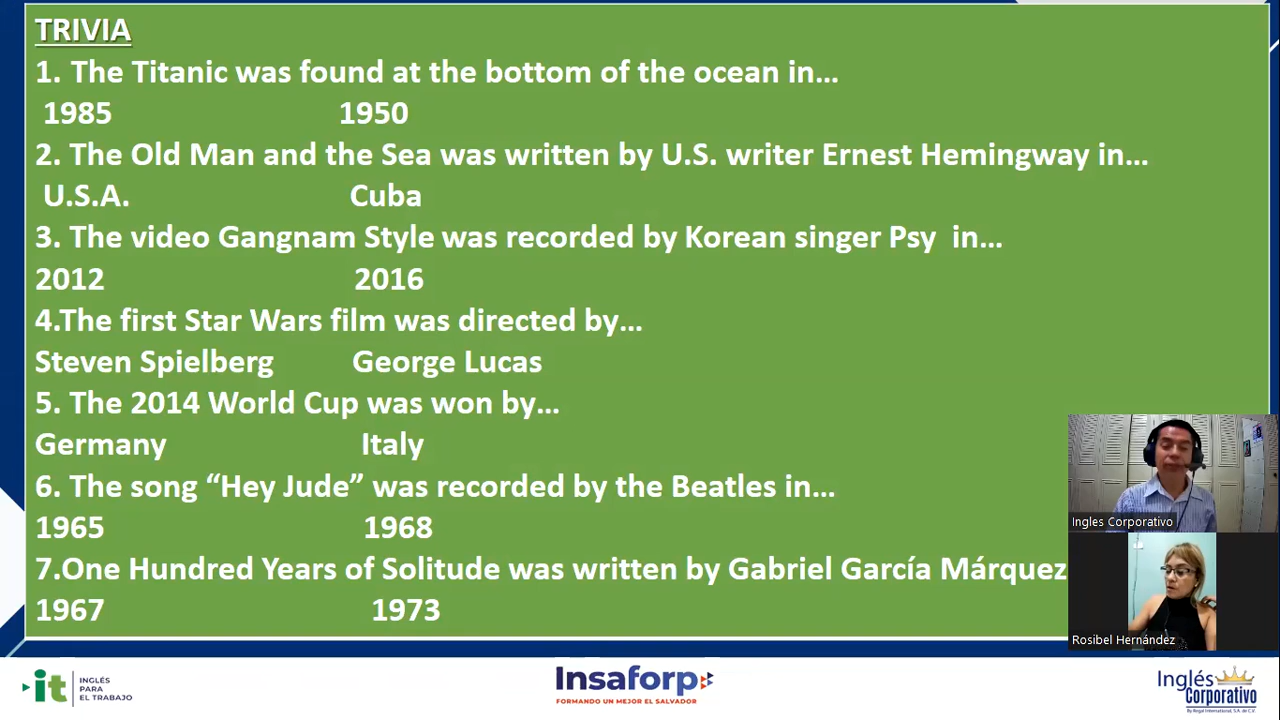 TRIVIA
1. The Titanic was found at the bottom of the ocean in...
1985 1950
2. The Old Man and the Sea was written by U.S. writer Ernest Hemingway in...
U.S.A. Cuba
3. The video Gangnam Style was recorded by Korean singer Psy in...
2012 2016
4.The first Star Wars film was directed by...
Steven Spielberg George Lucas
5. The 2014 World Cup was won by...
Germany Italy
6. The song “Hey Jude” was recorded by the Beatles in...
1965 1968
7.One Hundred Years of Solitude was written by Gabriel García Márquez
1967 1973
Ingles Corporativo
Rosibel Hernández
it INGLÉS PARA EL TRABAJO
Insaforp
FORMANDO UN MEJOR EL SALVADOR
Inglés
Corporativo
By Regal International, S.A. de C.V.